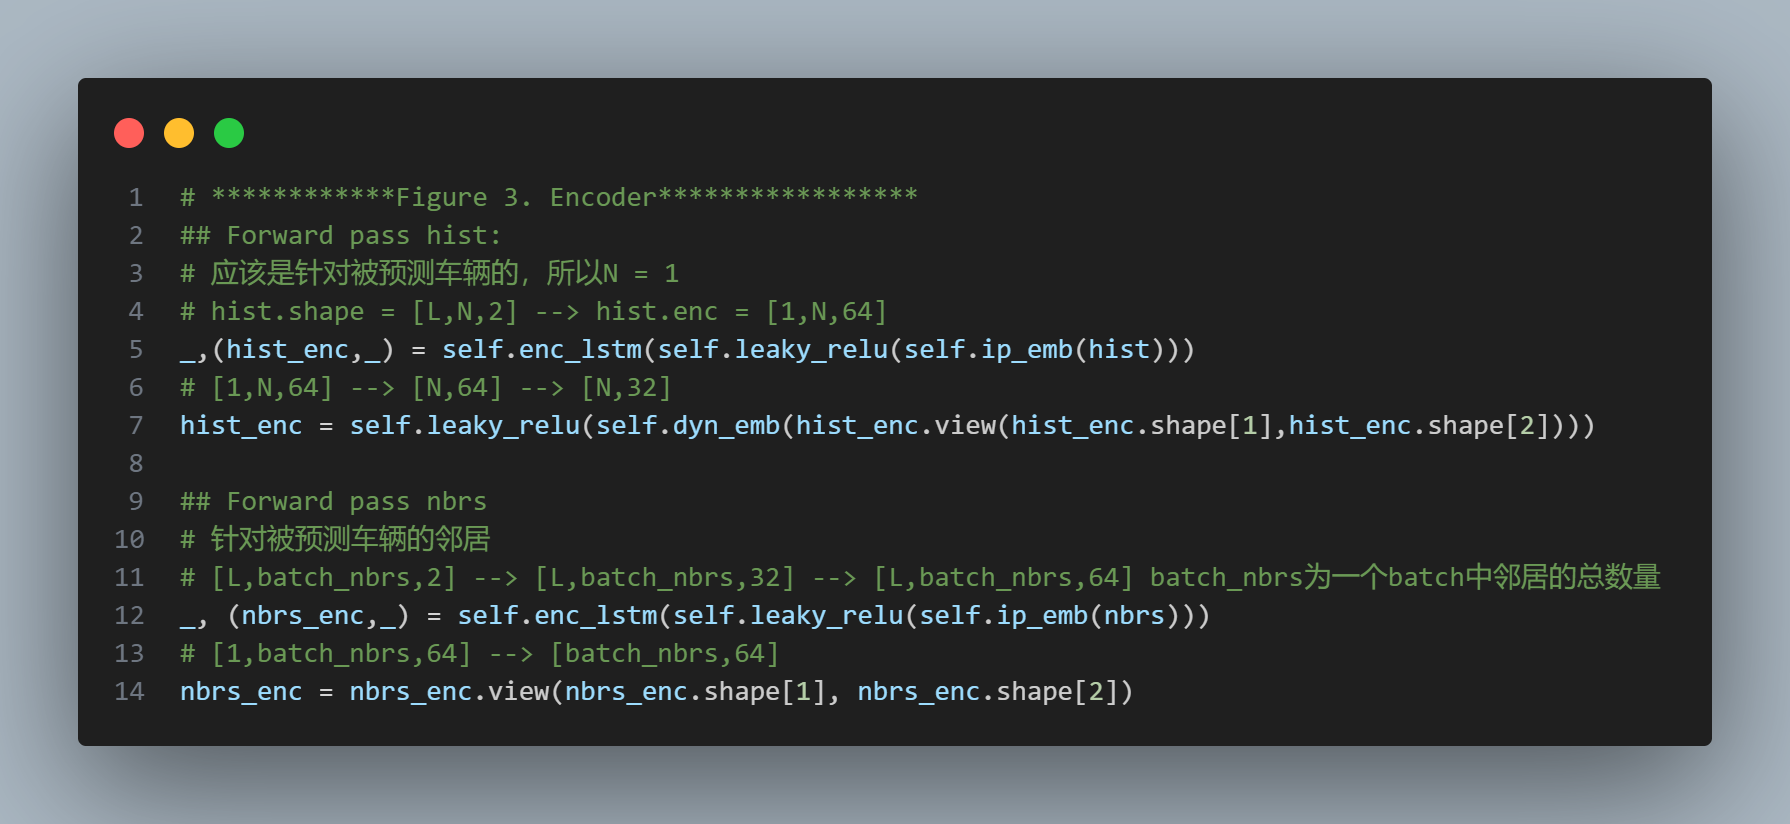 1 # ************Figure 3. Encoder*****************
2 ## Forward pass hist:
3 # 应该是针对被预测车辆的，所以N = 1
4 # hist.shape = [L,N,2] --> hist.enc = [1,N,64]
5 _,(hist_enc,_) = self.enc_lstm(self.leaky_relu(self.ip_emb(hist)))
6 # [1,N,64] --> [N,64] --> [N,32]
7 hist_enc = self.leaky_relu(self.dyn_emb(hist_enc.view(hist_enc.shape[1],hist_enc.shape[2])))
8
9 ## Forward pass nbrs
10 # 针对被预测车辆的邻居
11 # [L,batch_nbrs,2] --> [L,batch_nbrs,32] --> [L,batch_nbrs,64] batch_nbrs为一个batch中邻居的总数量
12 _, (nbrs_enc,_) = self.enc_lstm(self.leaky_relu(self.ip_emb(nbrs)))
13 # [1,batch_nbrs,64] --> [batch_nbrs,64]
14 nbrs_enc = nbrs_enc.view(nbrs_enc.shape[1], nbrs_enc.shape[2])